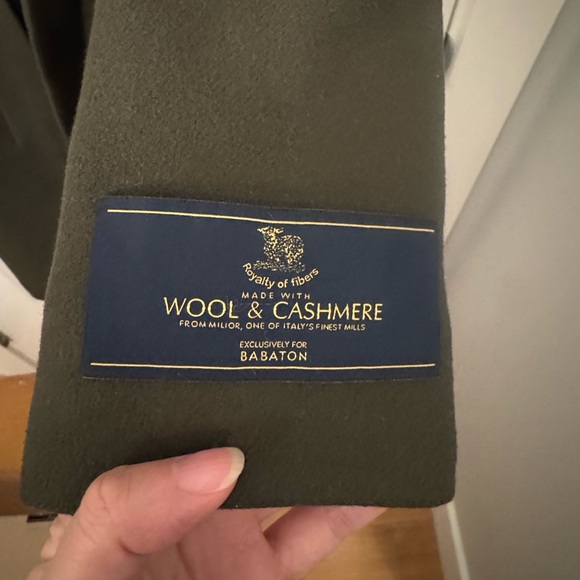 Royalty of fibers
MADE WITH
WOOL & CASHMERE
FROM MILIOR, ONE OF ITALY'S FINEST MILLS
EXCLUSIVELY FOR
BABATON